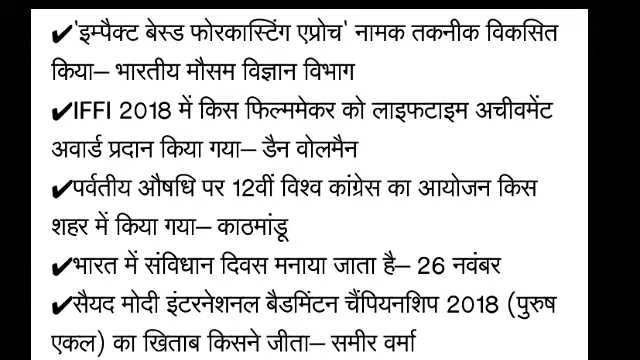 ✔'इम्पैक्ट बेस्ड फोरकास्टिंग एप्रोच' नामक तकनीक विकसित
किया– भारतीय मौसम विज्ञान विभाग
✔IFFI 2018 में किस फिल्ममेकर को लाइफटाइम अचीवमेंट
अवार्ड प्रदान किया गया– डैन वोलमैन
✔पर्वतीय औषधि पर 12वीं विश्व कांग्रेस का आयोजन किस
शहर में किया गया– काठमांडू
✔भारत में संविधान दिवस मनाया जाता है– 26 नवंबर
✔सैयद मोदी इंटरनेशनल बैडमिंटन चैंपियनशिप 2018 (पुरुष
एकल) का खिताब किसने जीता– समीर वर्मा